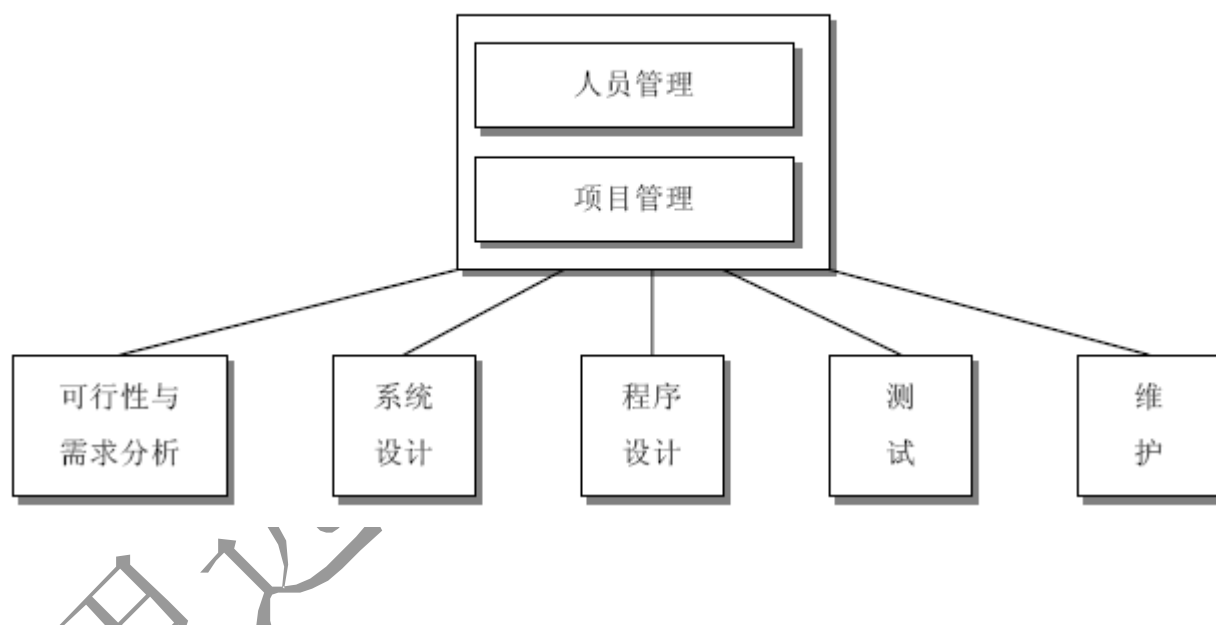 人员管理
项目管理
可行性与
需求分析
系统
设计
程序
设计
测
试
维
护